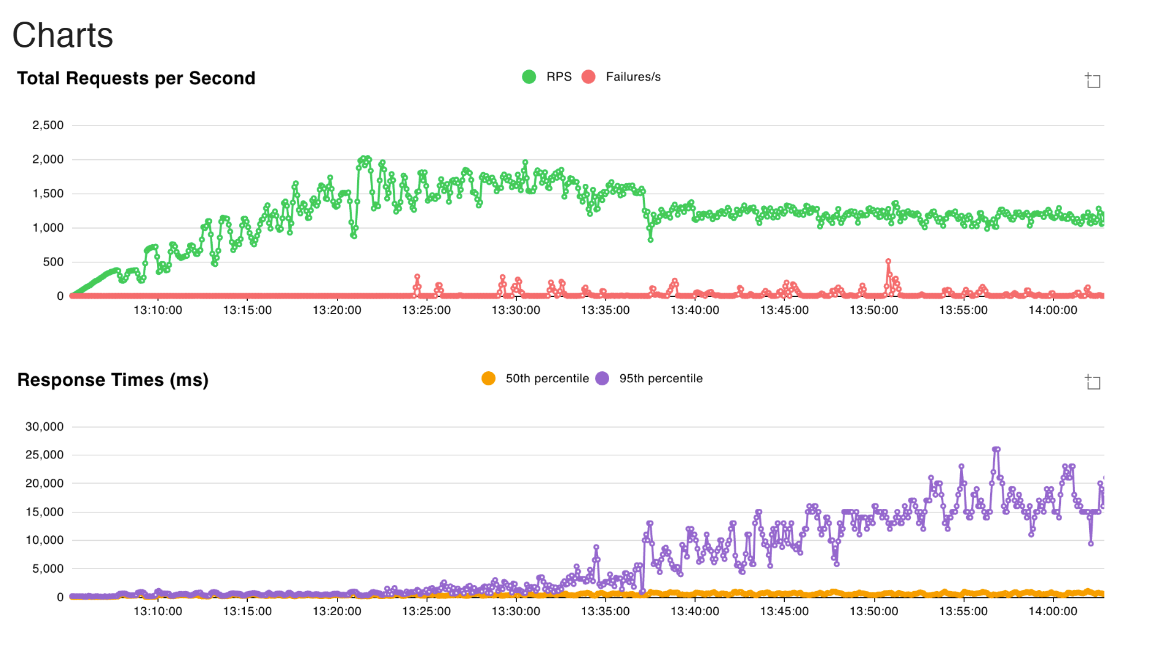 Charts
Total Requests per Second
RPS Failures/s
2,500
2,000
1,500
1,000
500
0
13:10:00 13:15:00 13:20:00 13:25:00 13:30:00 13:35:00 13:40:00 13:45:00 13:50:00 13:55:00 14:00:00
Response Times (ms)
50th percentile 95th percentile
30,000
25,000
20,000
15,000
10,000
5,000
0
13:10:00 13:15:00 13:20:00 13:25:00 13:30:00 13:35:00 13:40:00 13:45:00 13:50:00 13:55:00 14:00:00